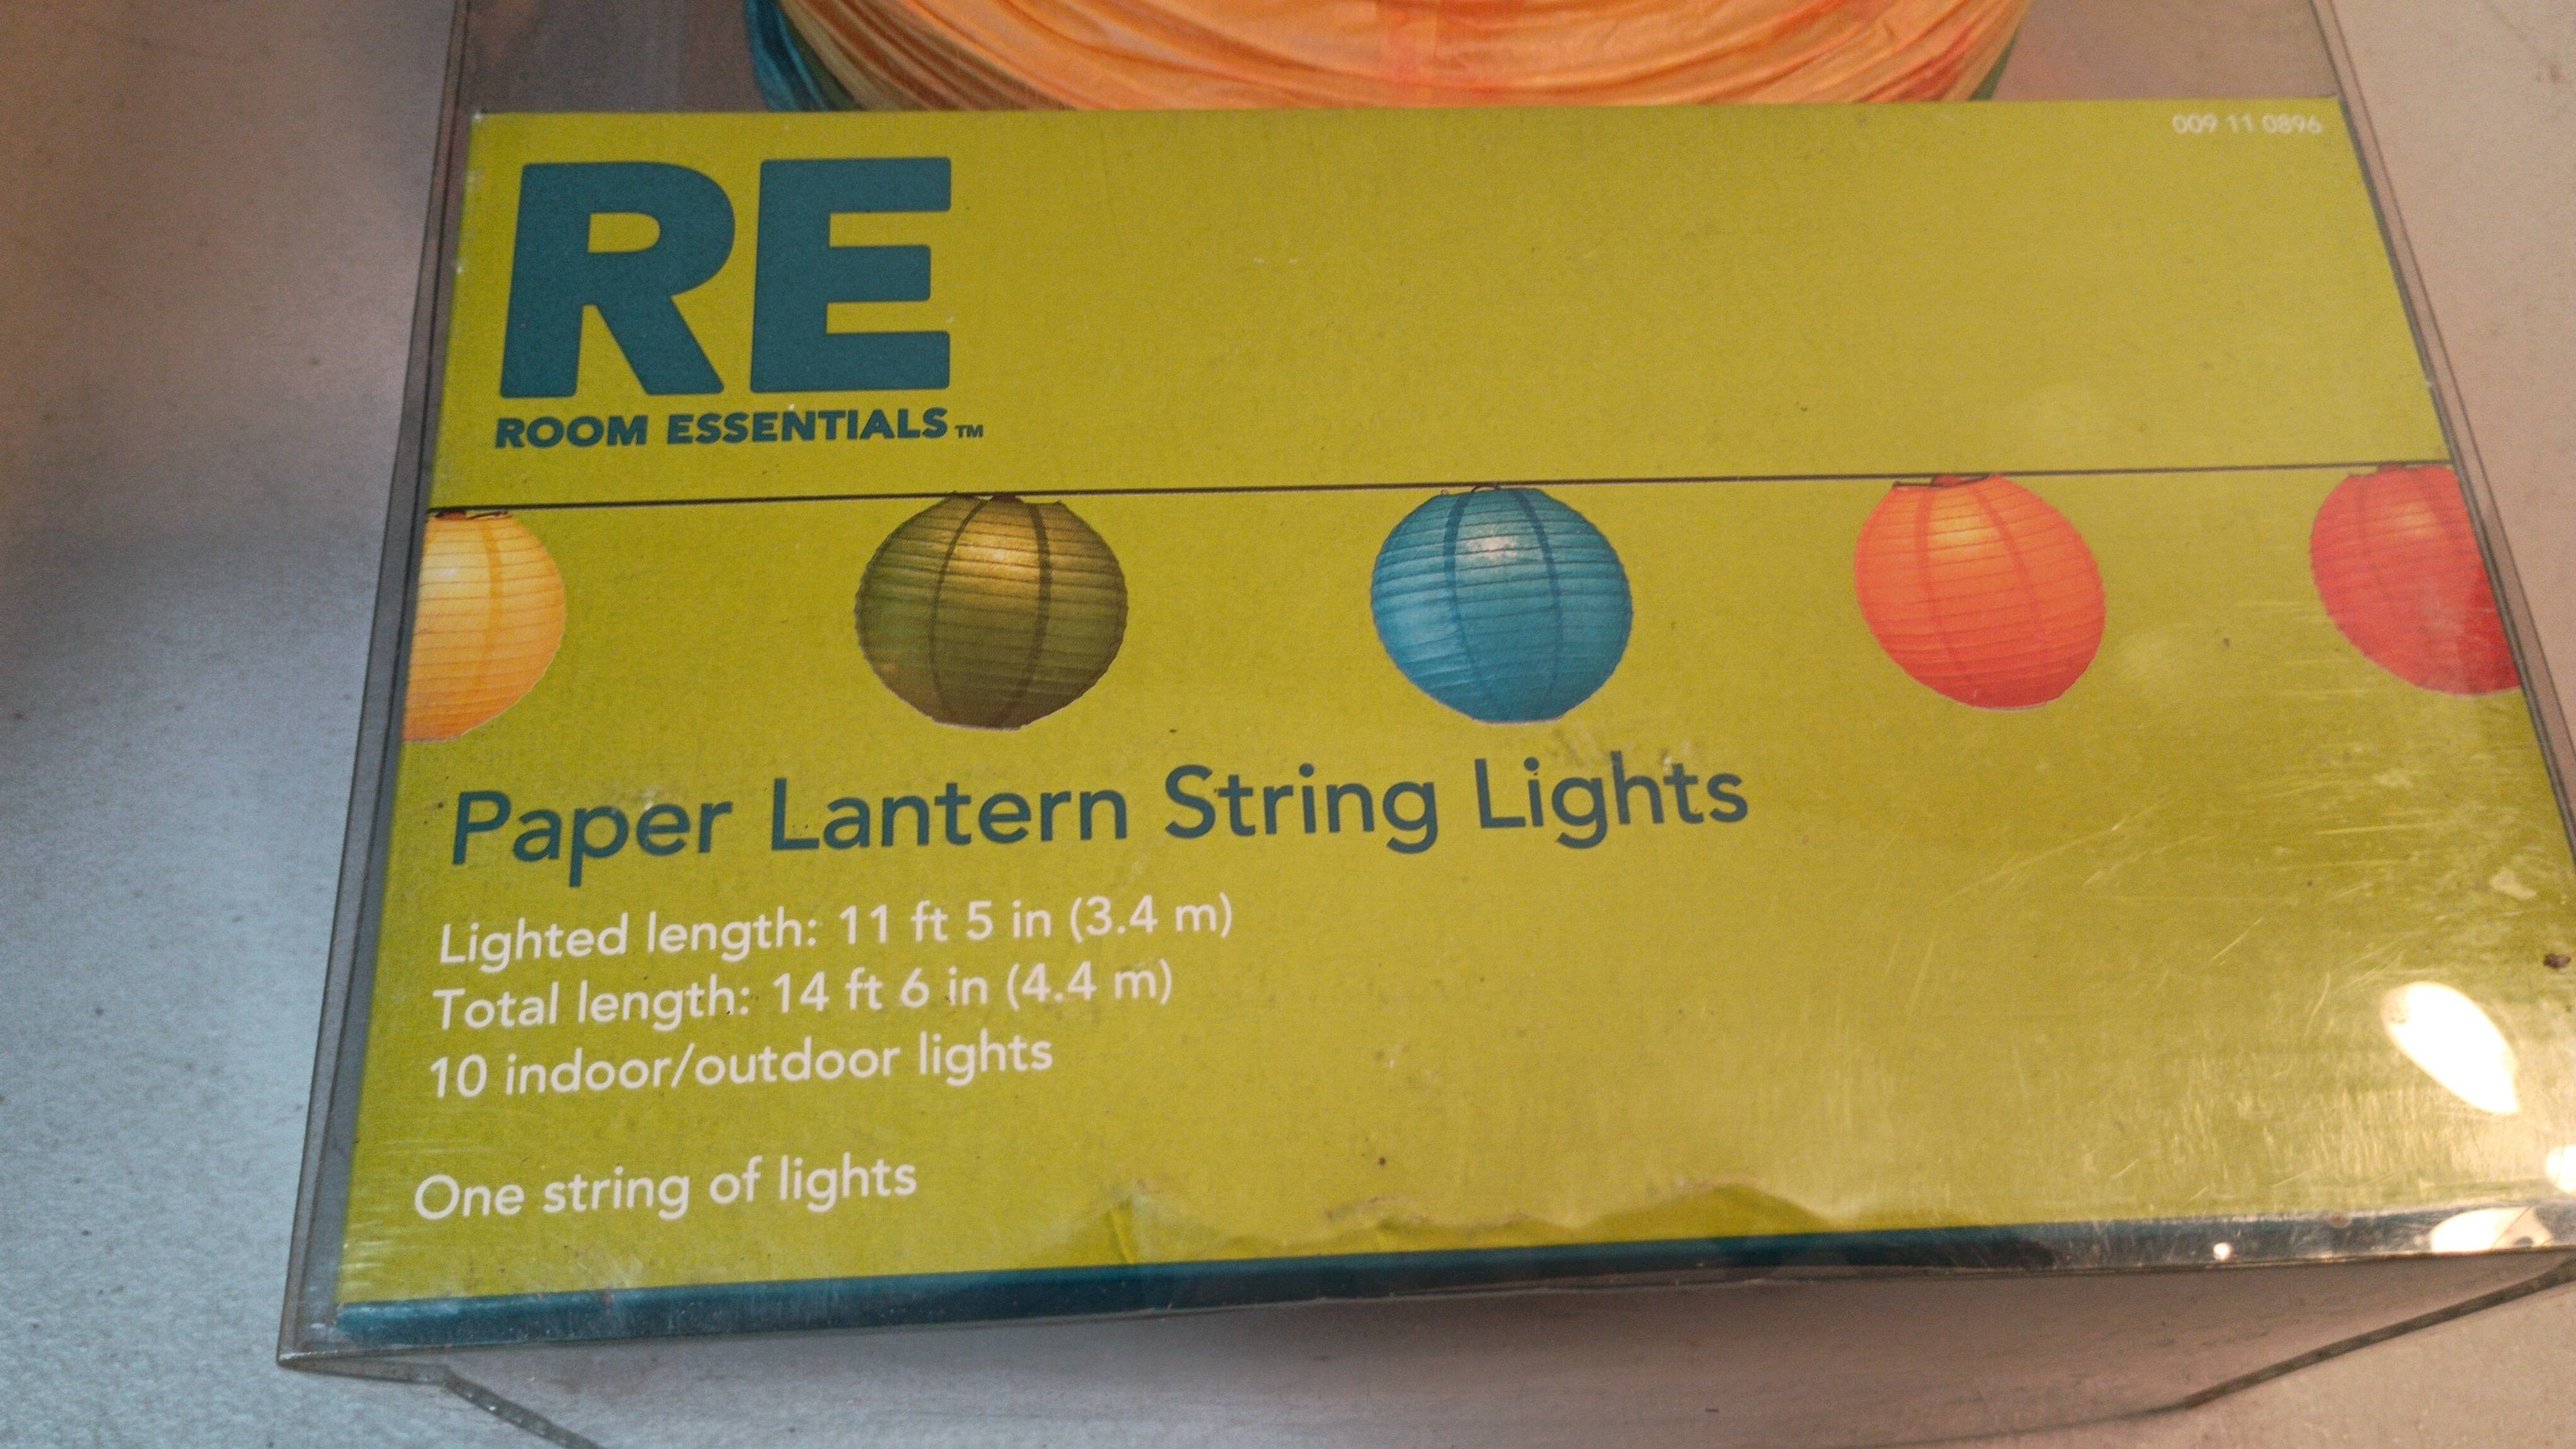 009 11 0896
RE
ROOM ESSENTIALS™
Paper Lantern String Lights
Lighted length: 11 ft 5 in (3.4 m)
Total length: 14 ft 6 in (4.4 m)
10 indoor/outdoor lights
One string of lights